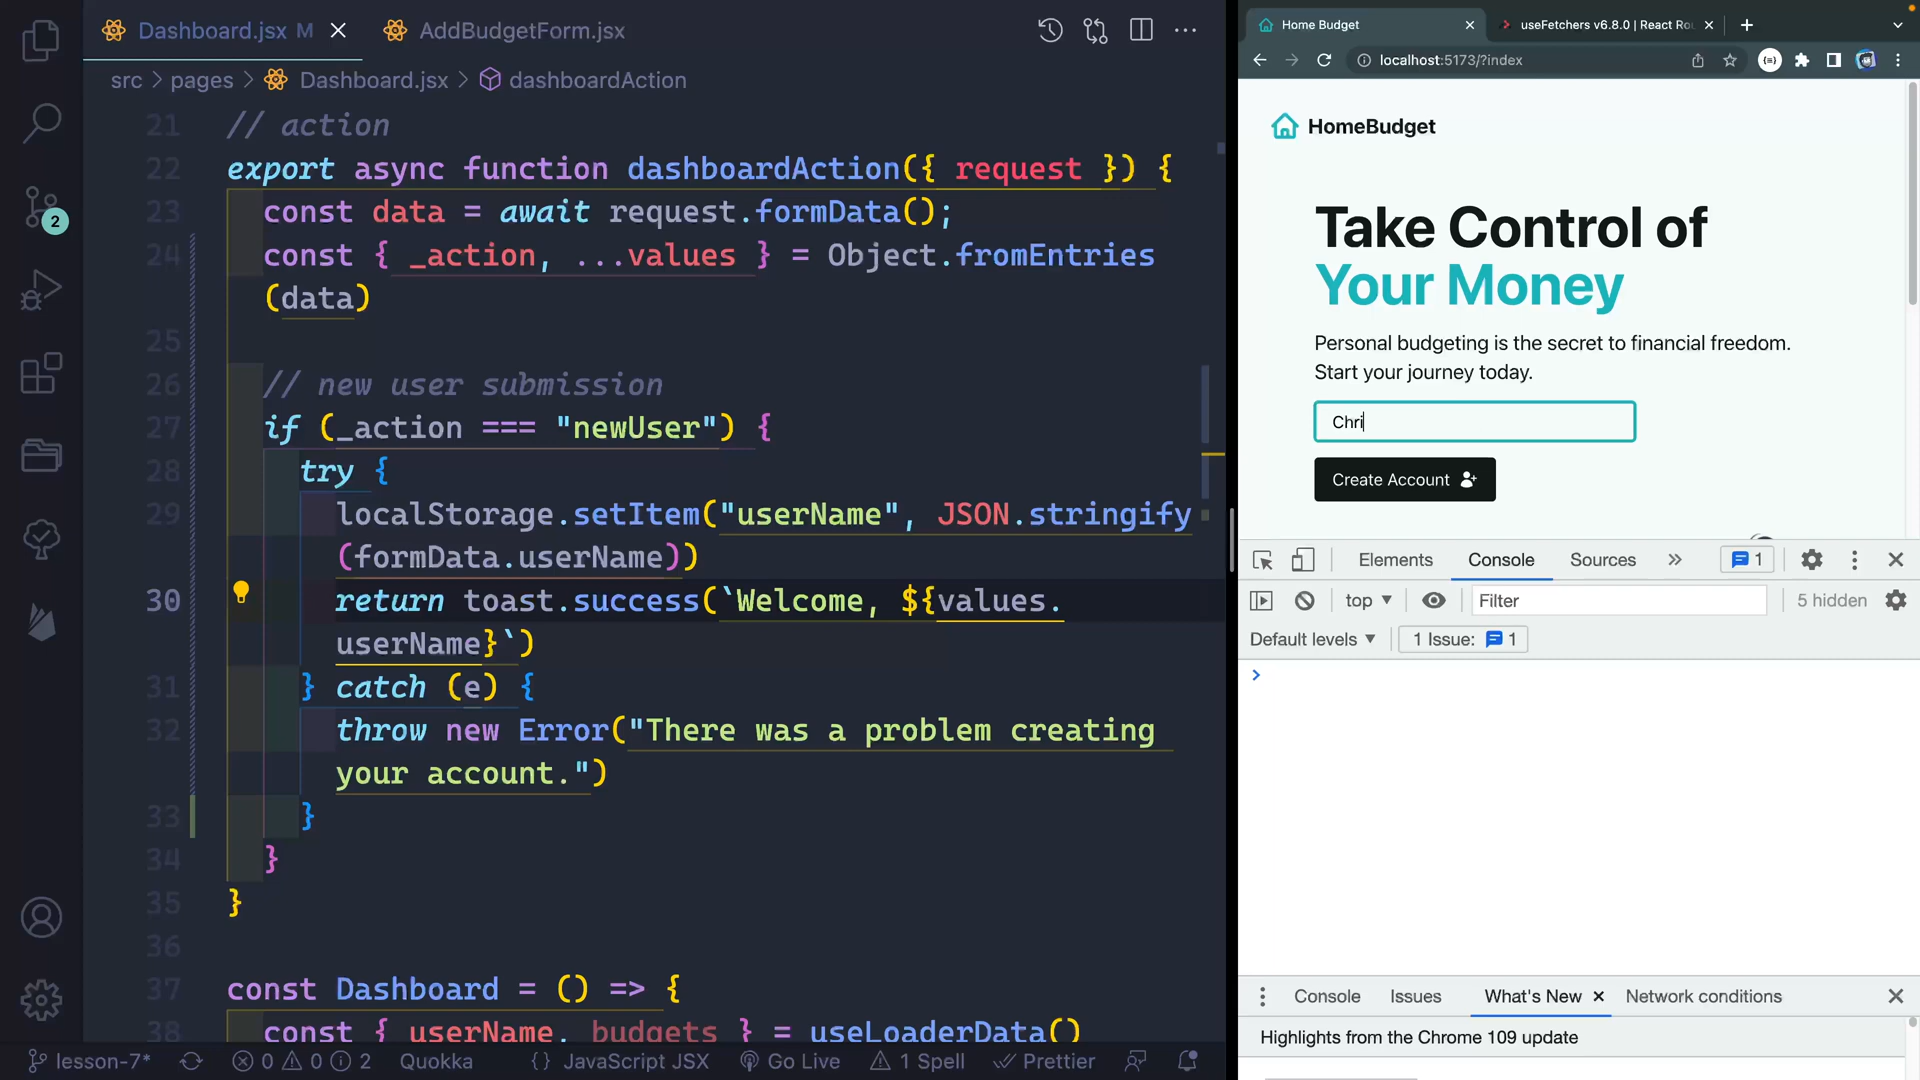 Dashboard.jsx M
AddBudgetForm.jsx
src > pages > Dashboard.jsx > dashboardAction
21 // action
22 export async function dashboardAction({ request }) {
23 const data = await request.formData();
24 const { _action, ...values } = Object.fromEntries
(data)
25
26 // new user submission
27 if (_action === "newUser") {
28 try {
29 localStorage.setItem("userName", JSON.stringify
(formData.userName))
30 return toast.success(`Welcome, ${values.
userName}`)
31 } catch (e) {
32 throw new Error("There was a problem creating
your account.")
33 }
34 }
35 }
36
37 const Dashboard = () => {
38 const { userName, budgets } = useLoaderData()
2
lesson-7* 0 0 2 Quokka {} JavaScript JSX Go Live 1 Spell Prettier
Home Budget
useFetchers v6.8.0 | React Ro
localhost:5173/?index
HomeBudget
Take Control of
Your Money
Personal budgeting is the secret to financial freedom.
Start your journey today.
Chri
Create Account
Elements Console Sources 1
top Filter 5 hidden
Default levels 1 Issue: 1
Console Issues What's New Network conditions
Highlights from the Chrome 109 update